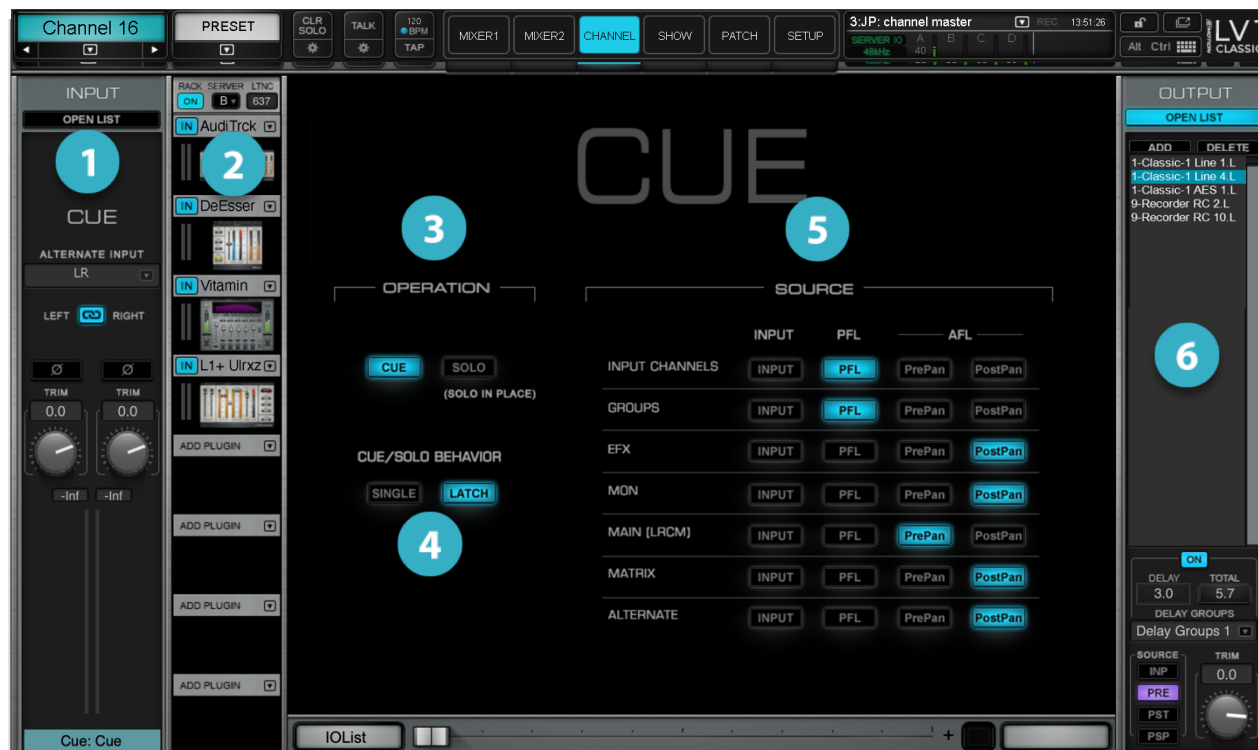 Channel 16
PRESET
CLR SOLO
TALK
120 BPM
TAP
MIXER1
MIXER2
CHANNEL
SHOW
PATCH
SETUP
3:JP: channel master
REC
13:51:26
SERVER IO
48kHz
A B C D
40
Alt Ctrl
LV
CLASSIC
INPUT
OPEN LIST
1
CUE
ALTERNATE INPUT
LR
LEFT
RIGHT
Ø Ø
TRIM TRIM
0.0 0.0
-Inf -Inf
Cue: Cue
RACK SERVER LTNC
ON B 637
IN AudiTrck
2
IN DeEsser
IN Vitamin
IN L1+ Ulrxz
ADD PLUGIN
ADD PLUGIN
ADD PLUGIN
ADD PLUGIN
CUE
3
5
OPERATION
CUE SOLO
(SOLO IN PLACE)
CUE/SOLO BEHAVIOR
SINGLE LATCH
4
SOURCE
INPUT PFL AFL
INPUT CHANNELS INPUT PFL PrePan PostPan
GROUPS INPUT PFL PrePan PostPan
EFX INPUT PFL PrePan PostPan
MON INPUT PFL PrePan PostPan
MAIN (LRCM) INPUT PFL PrePan PostPan
MATRIX INPUT PFL PrePan PostPan
ALTERNATE INPUT PFL PrePan PostPan
IOList
+
OUTPUT
OPEN LIST
ADD DELETE
1-Classic-1 Line 1.L
1-Classic-1 Line 4.L
1-Classic-1 AES 1.L
9-Recorder RC 2.L
9-Recorder RC 10.L
6
ON
DELAY TOTAL
3.0 5.7
DELAY GROUPS
Delay Groups 1
SOURCE TRIM
INP 0.0
PRE
PST
PSP